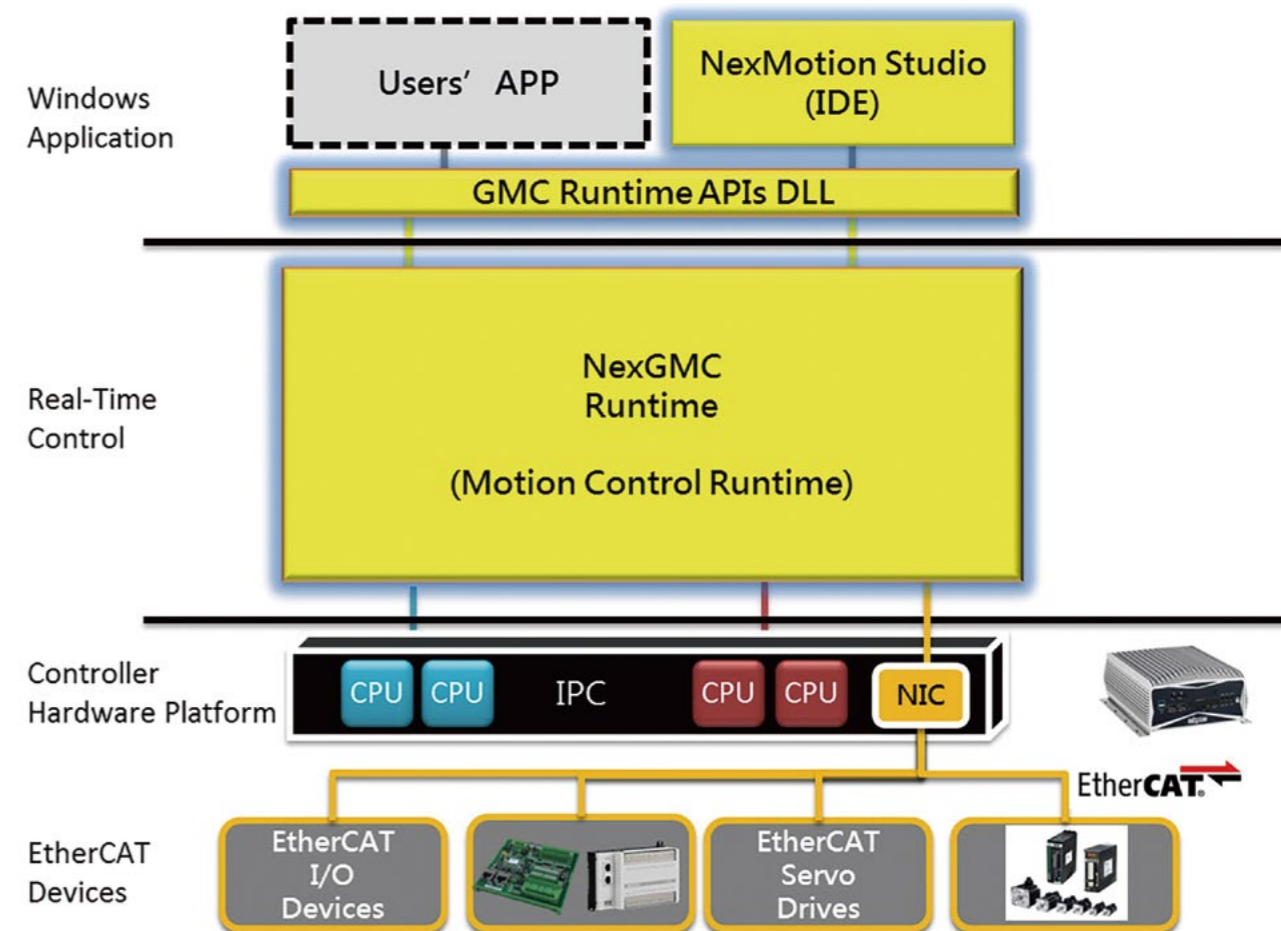 Windows
Application
Users' APP
NexMotion Studio
(IDE)
GMC Runtime APIs DLL
Real-Time
Control
NexGMC
Runtime
(Motion Control Runtime)
Controller
Hardware Platform
CPU
CPU
IPC
CPU
CPU
NIC
EtherCAT®
EtherCAT
Devices
EtherCAT
I/O
Devices
EtherCAT
Servo
Drives